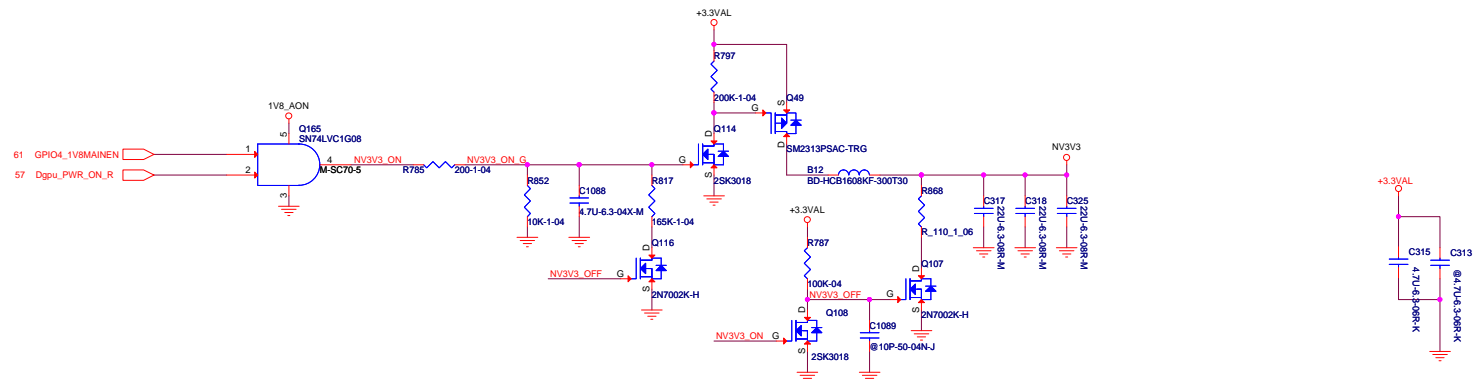 +3.3VAL
R797
200K-1-04
Q49
S
G
D
SM2313PSAC-TRG
1V8_AON
Q165
SN74LVC1G08
5
61 GPIO4_1V8MAINEN
1
57 Dgpu_PWR_ON_R
2
4
M-SC70-5
3
NV3V3_ON
R785
200-1-04
NV3V3_ON_G
Q114
D
G
S
2SK3018
R852
10K-1-04
C1088
4.7U-6.3-04X-M
R817
165K-1-04
Q116
D
NV3V3_OFF
G
S
2N7002K-H
B12
BD-HCB1608KF-300T30
NV3V3
R868
R_110_1_06
C317
22U-6.3-08R-M
C318
22U-6.3-08R-M
C325
22U-6.3-08R-M
+3.3VAL
R787
100K-04
NV3V3_OFF
Q107
D
G
S
2N7002K-H
Q108
D
NV3V3_ON
G
S
2SK3018
C1089
@10P-50-04N-J
+3.3VAL
C315
4.7U-6.3-06R-K
C313
@4.7U-6.3-06R-K